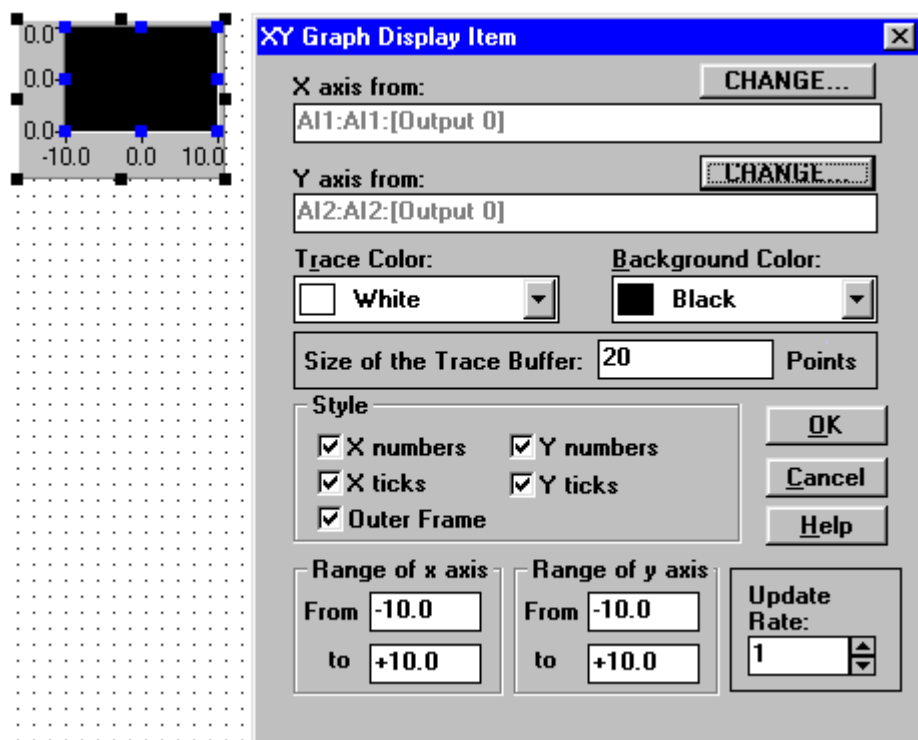 0.0
0.0
0.0
-10.0 0.0 10.0
XY Graph Display Item
X axis from:
CHANGE...
AI1:AI1:[Output 0]
Y axis from:
CHANGE...
AI2:AI2:[Output 0]
Trace Color:
Background Color:
White
Black
Size of the Trace Buffer: 20 Points
Style
X numbers
Y numbers
X ticks
Y ticks
Outer Frame
OK
Cancel
Help
Range of x axis
From -10.0
to +10.0
Range of y axis
From -10.0
to +10.0
Update
Rate:
1